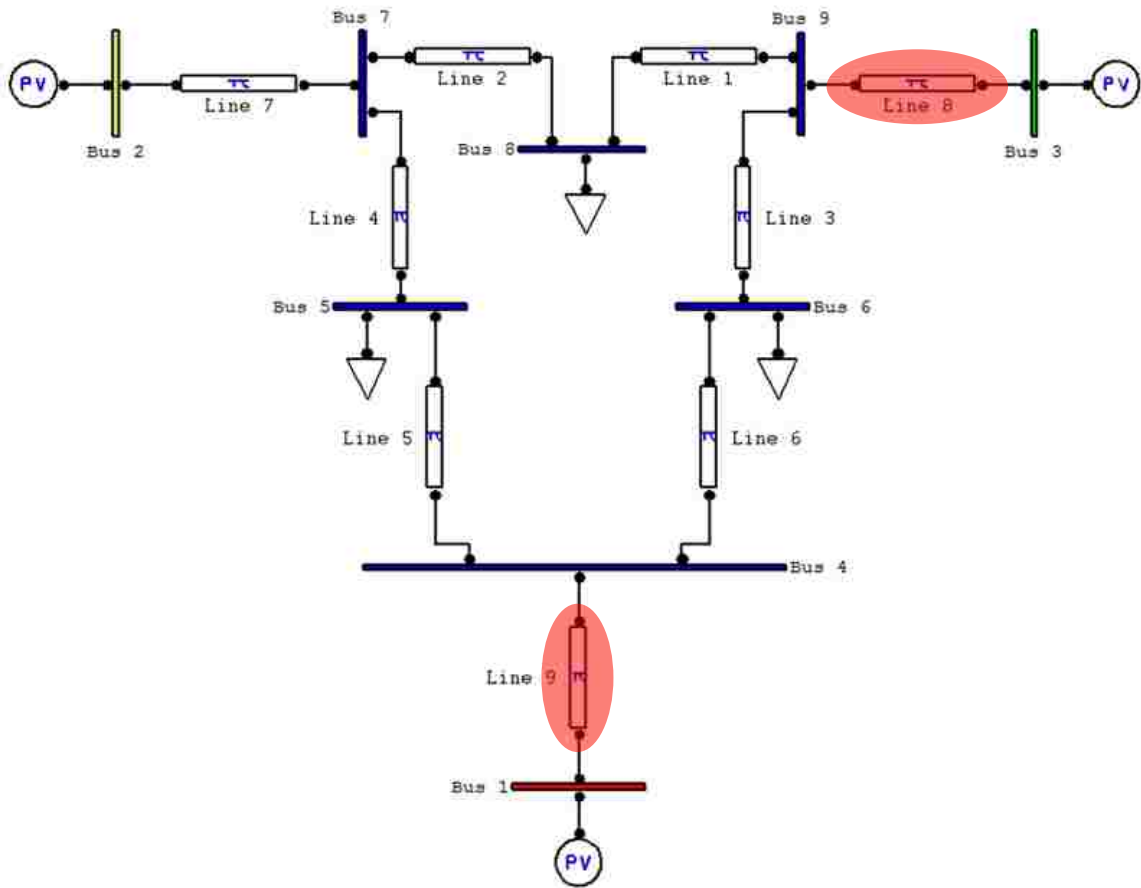 Bus 7
Bus 9
π
π
Line 2
Line 1
PV
π
Line 7
π
Line 8
PV
Bus 2
Bus 8
Bus 3
Line 4
π
π
Line 3
Bus 5
Bus 6
Line 5
π
π
Line 6
Bus 4
Line 9
π
Bus 1
PV